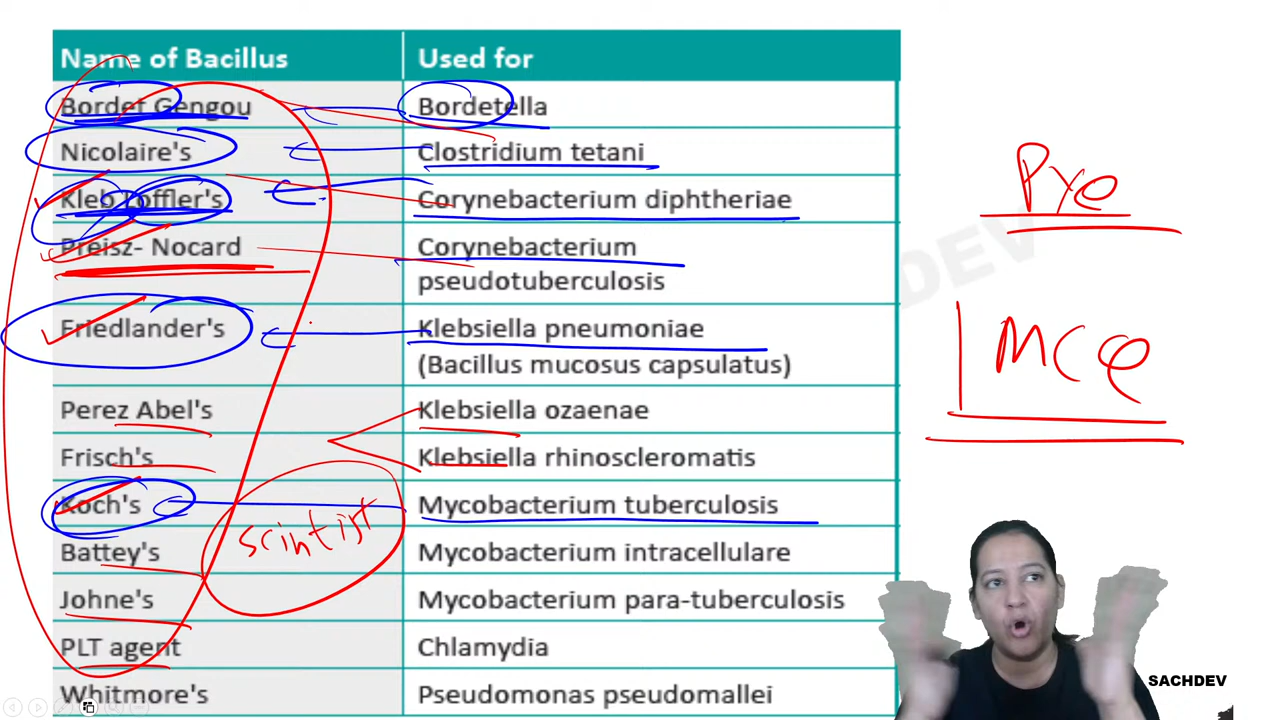 Name of Bacillus Used for
Bordet Gengou Bordetella
Nicolaire's Clostridium tetani
Kleb Loffler's Corynebacterium diphtheriae
Preisz- Nocard Corynebacterium
pseudotuberculosis
Friedlander's Klebsiella pneumoniae
(Bacillus mucosus capsulatus)
Perez Abel's Klebsiella ozaenae
Frisch's Klebsiella rhinoscleromatis
Koch's Mycobacterium tuberculosis
Battey's Mycobacterium intracellulare
Johne's Mycobacterium para-tuberculosis
PLT agent Chlamydia
Whitmore's Pseudomonas pseudomallei
scintist
PYQ
MCQ
DEV
SACHDEV